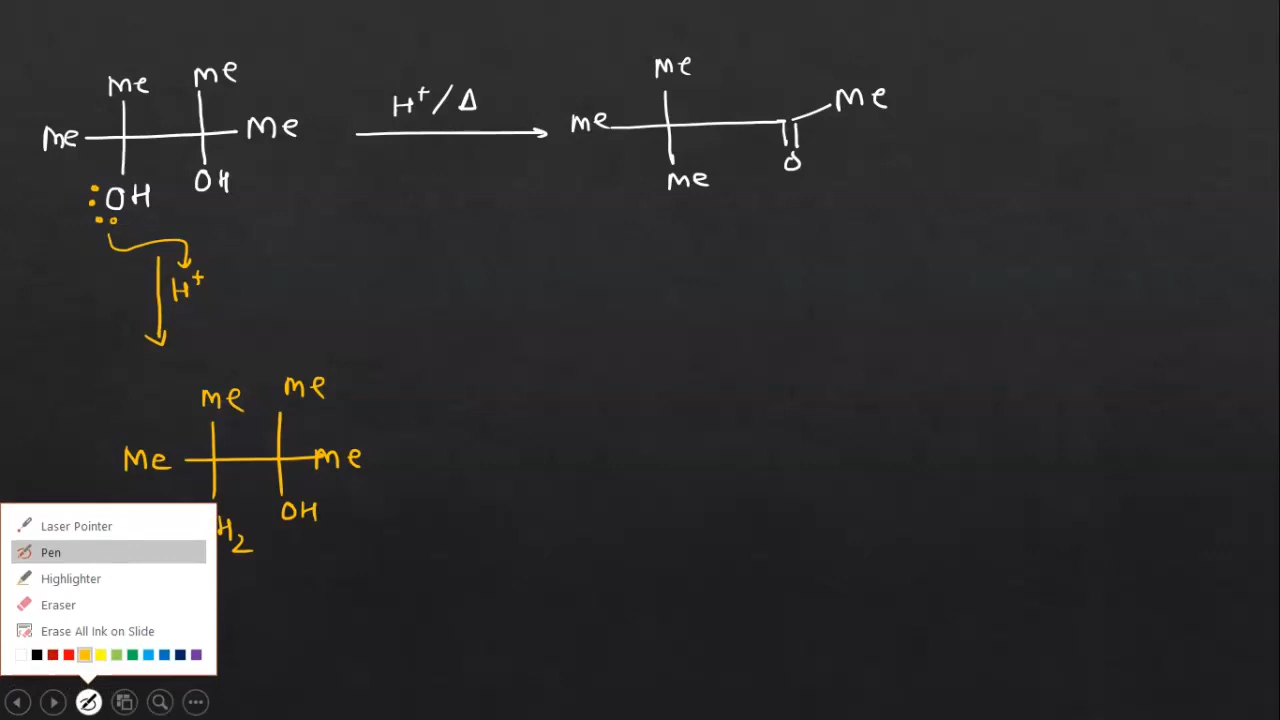 Me Me
Me Me
OH OH
H⁺/Δ
Me
Me Me
Me O
H⁺
Me Me
Me Me
H₂ OH
Laser Pointer
Pen
Highlighter
Eraser
Erase All Ink on Slide